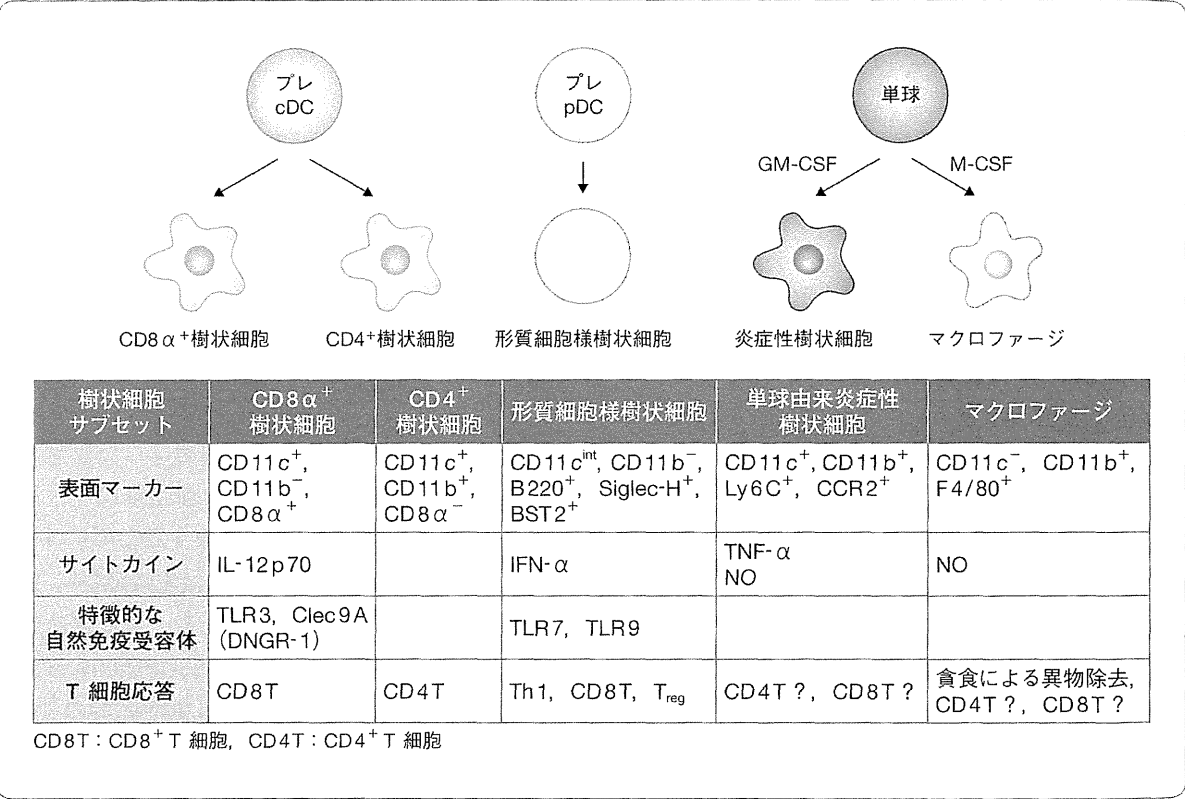 プレ
cDC
プレ
pDC
単球
GM-CSF
M-CSF
CD8α⁺樹状細胞
CD4⁺樹状細胞
形質細胞様樹状細胞
炎症性樹状細胞
マクロファージ
樹状細胞
サブセット
CD8α⁺
樹状細胞
CD4⁺
樹状細胞
形質細胞様樹状細胞
単球由来炎症性
樹状細胞
マクロファージ
表面マーカー
CD11c⁺,
CD11b⁻,
CD8α⁺
CD11c⁺,
CD11b⁺,
CD8α⁻
CD11cⁱⁿᵗ, CD11b⁻,
B220⁺, Siglec-H⁺,
BST2⁺
CD11c⁺, CD11b⁺,
Ly6C⁺, CCR2⁺
CD11c⁻, CD11b⁺,
F4/80⁺
サイトカイン
IL-12p70
IFN-α
TNF-α
NO
NO
特徴的な
自然免疫受容体
TLR3, Clec9A
(DNGR-1)
TLR7, TLR9
T 細胞応答
CD8T
CD4T
Th1, CD8T, Treg
CD4T ?, CD8T ?
貪食による異物除去,
CD4T ?, CD8T ?
CD8T：CD8⁺ T 細胞, CD4T：CD4⁺ T 細胞